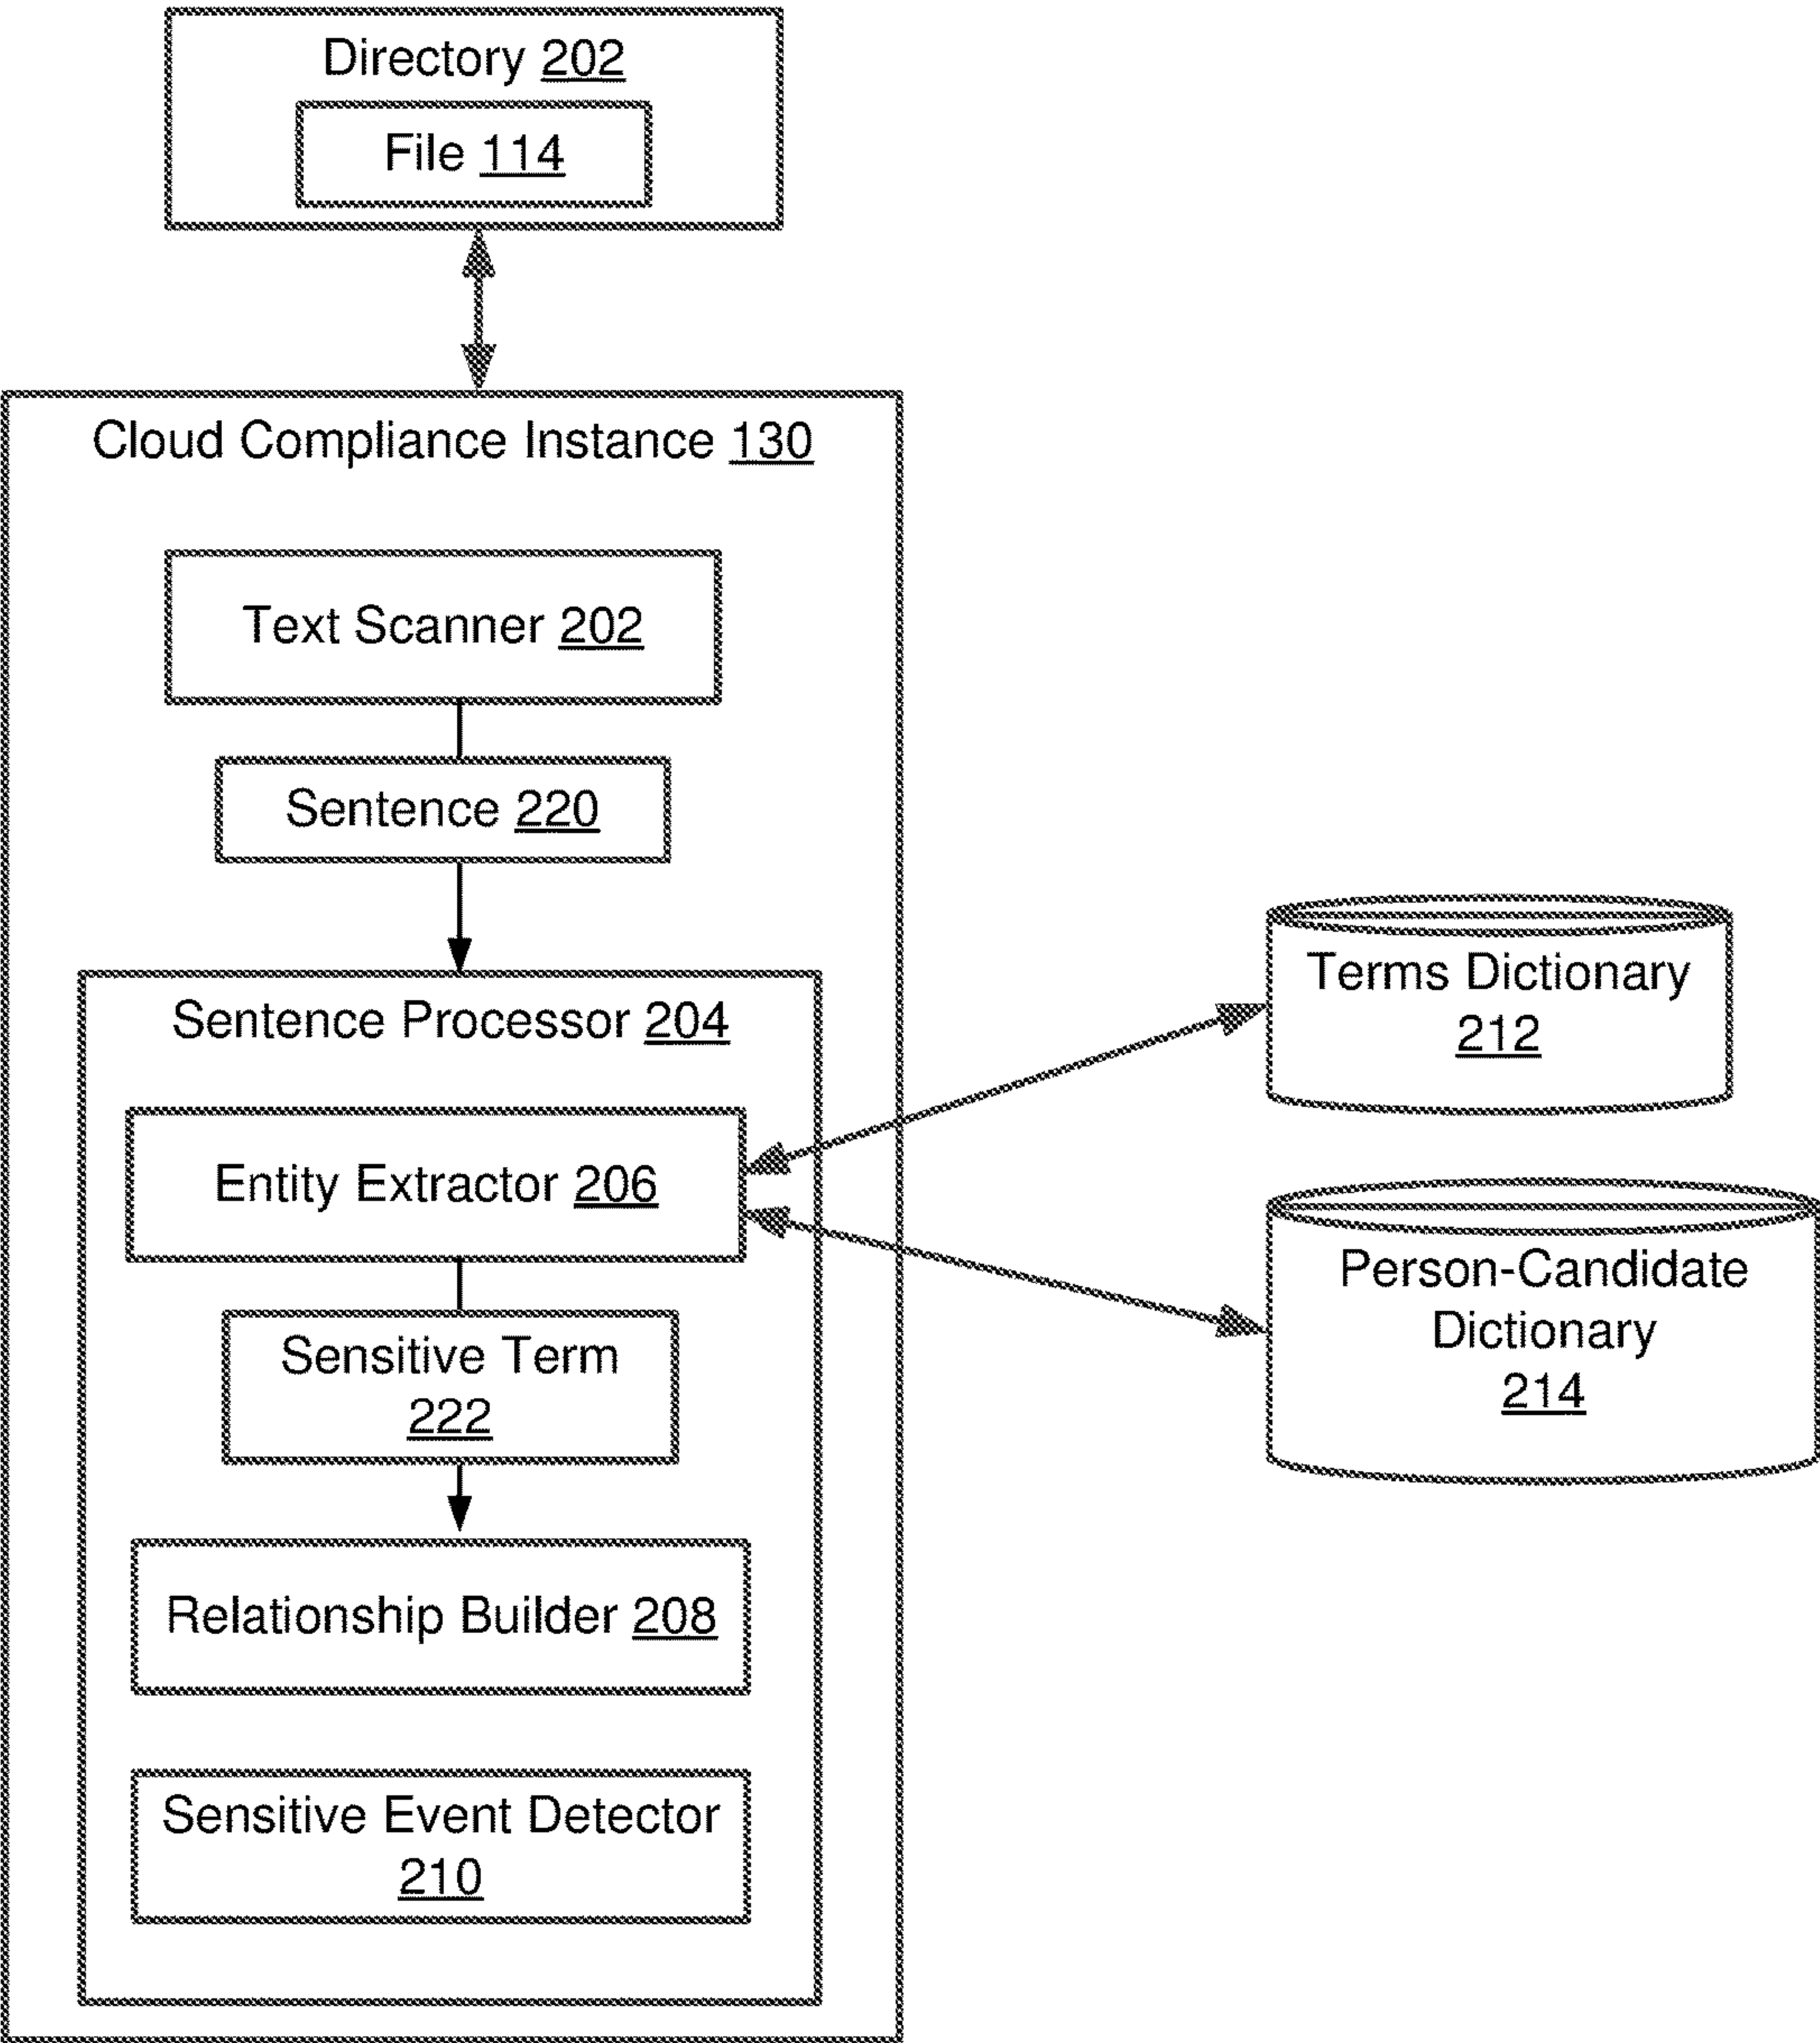 Directory 202
File 114
Cloud Compliance Instance 130
Text Scanner 202
Sentence 220
Sentence Processor 204
Entity Extractor 206
Sensitive Term
222
Relationship Builder 208
Sensitive Event Detector
210
Terms Dictionary
212
Person-Candidate
Dictionary
214